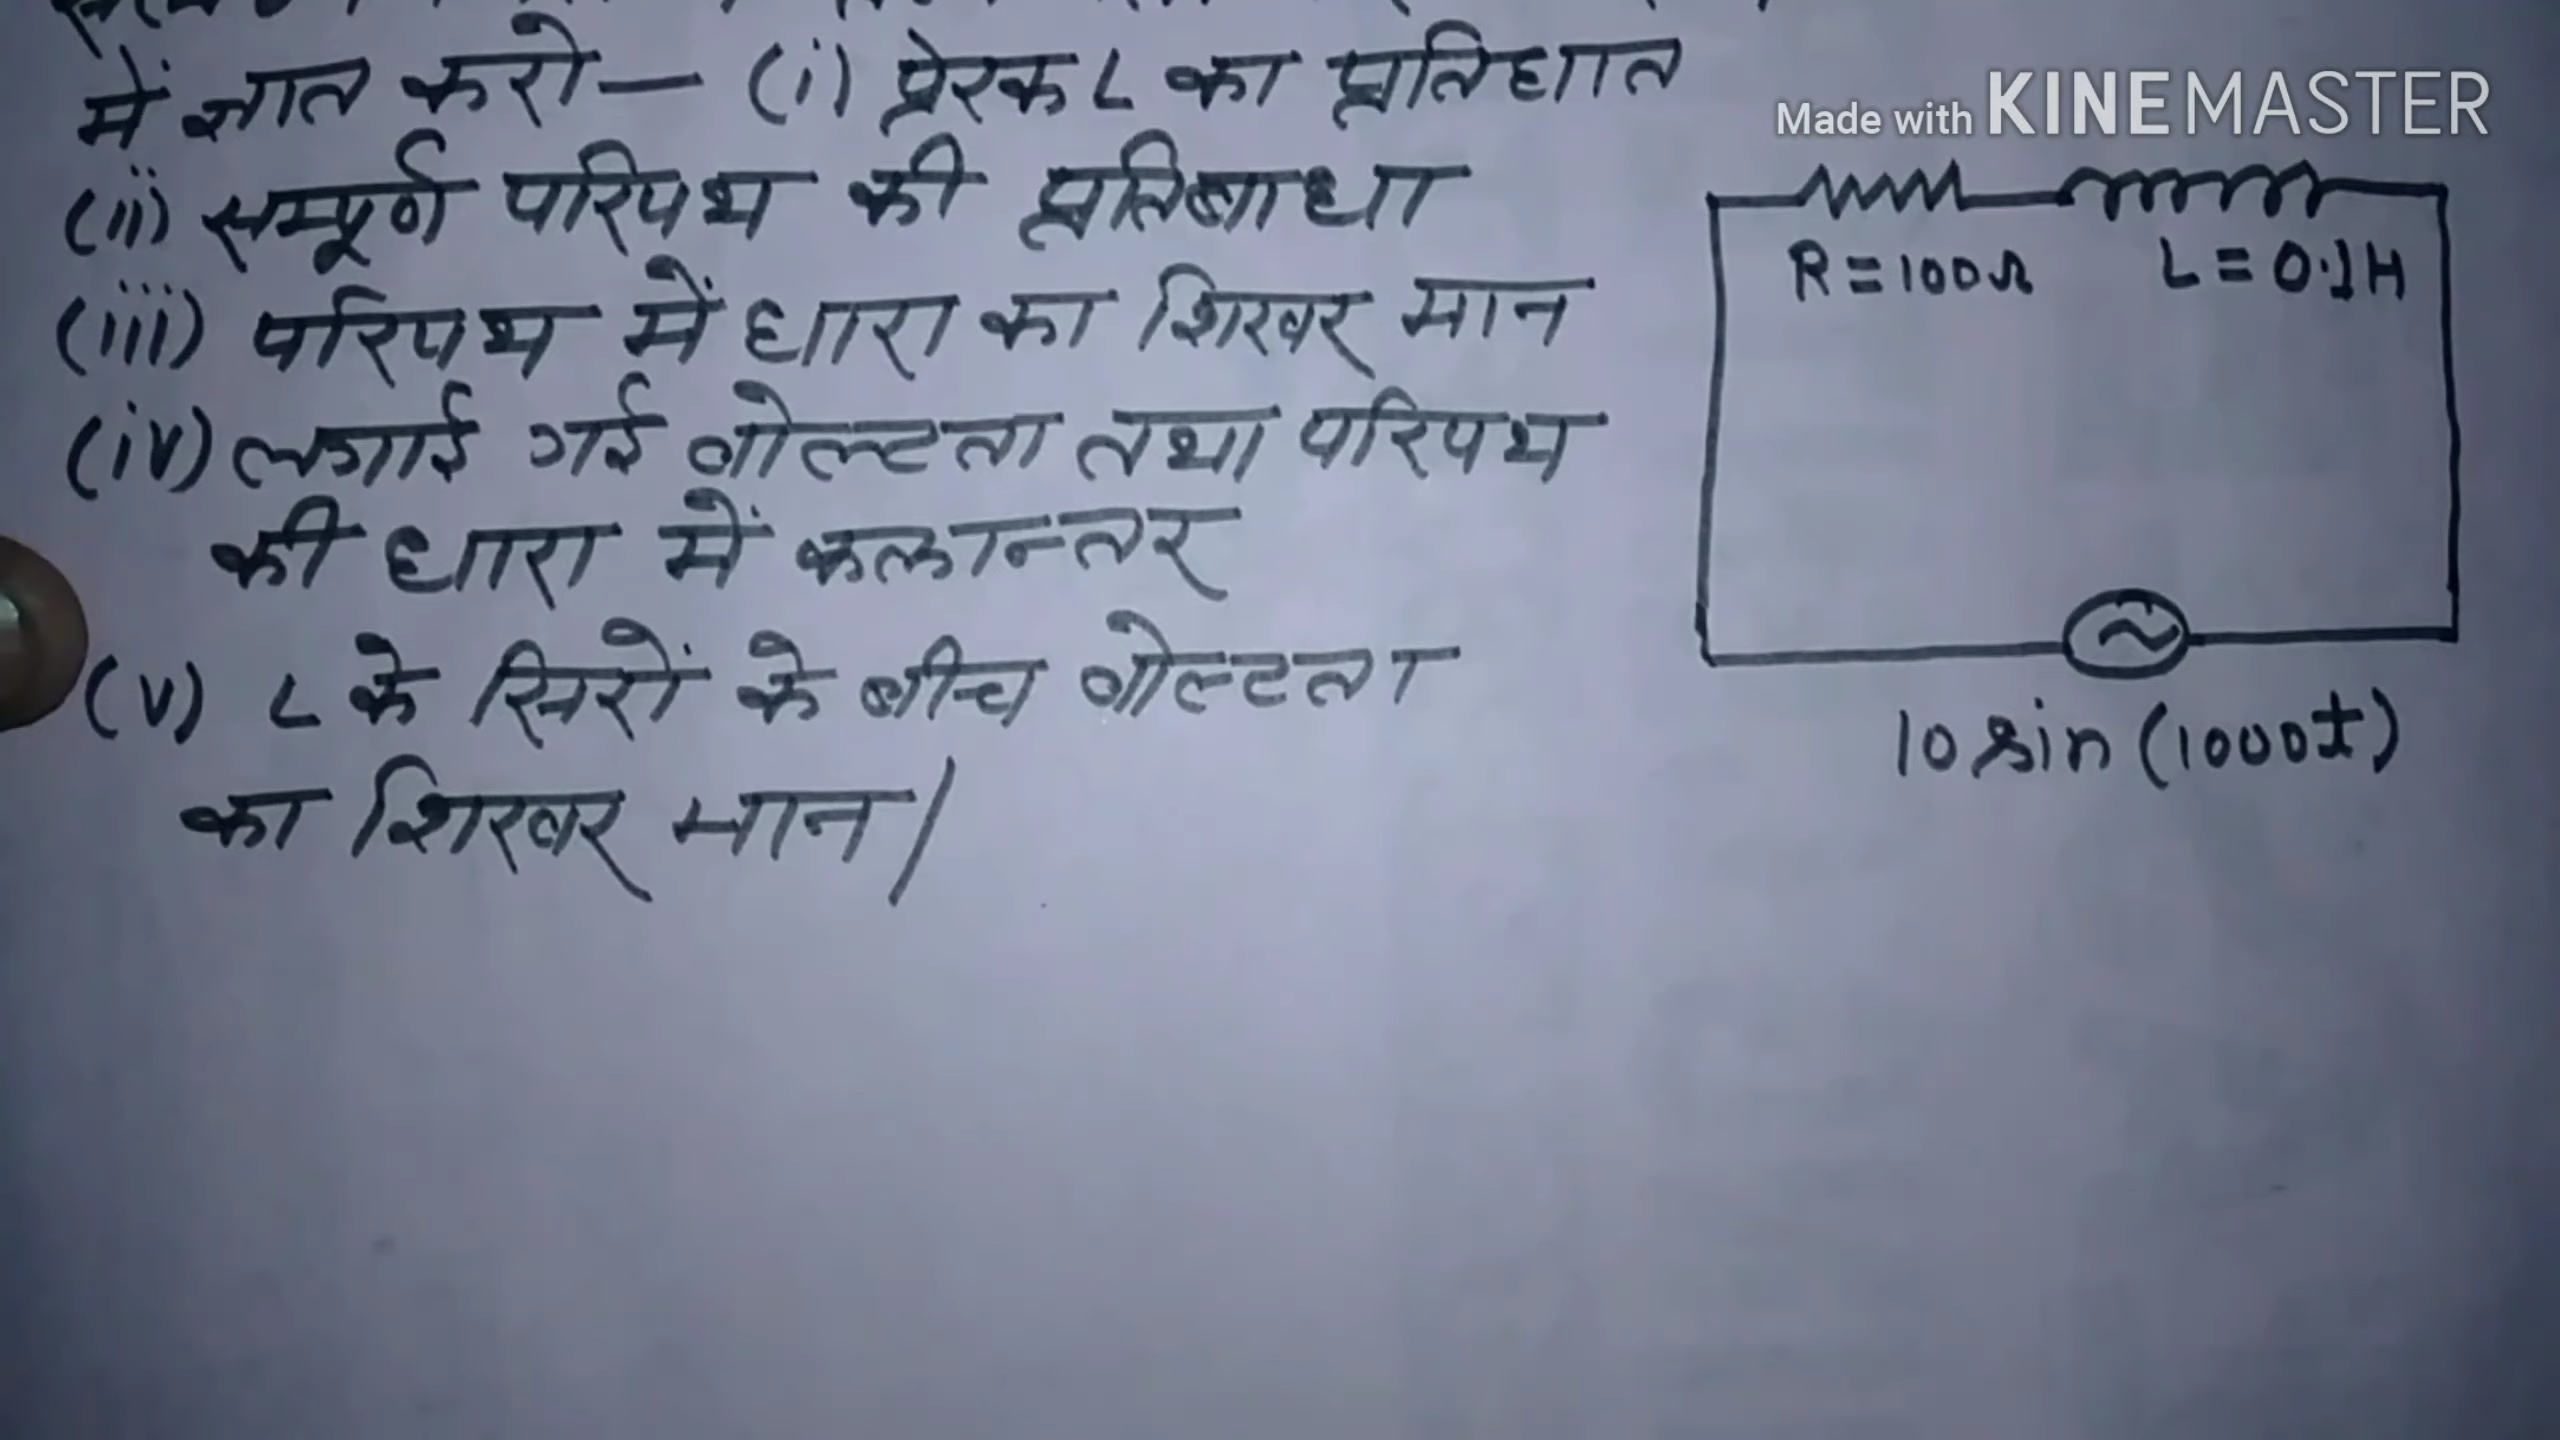 में ज्ञात करो— (i) प्रेरक L का प्रतिघात
(ii) सम्पूर्ण परिपथ की प्रतिबाधा
(iii) परिपथ में धारा का शिखर मान
(iv) लगाई गई वोल्टता तथा परिपथ
की धारा में कलान्तर
(v) L के सिरों के बीच वोल्टता
का शिखर मान|
Made with KINEMASTER
R = 100Ω L = 0.1H
~
10 sin (1000t)